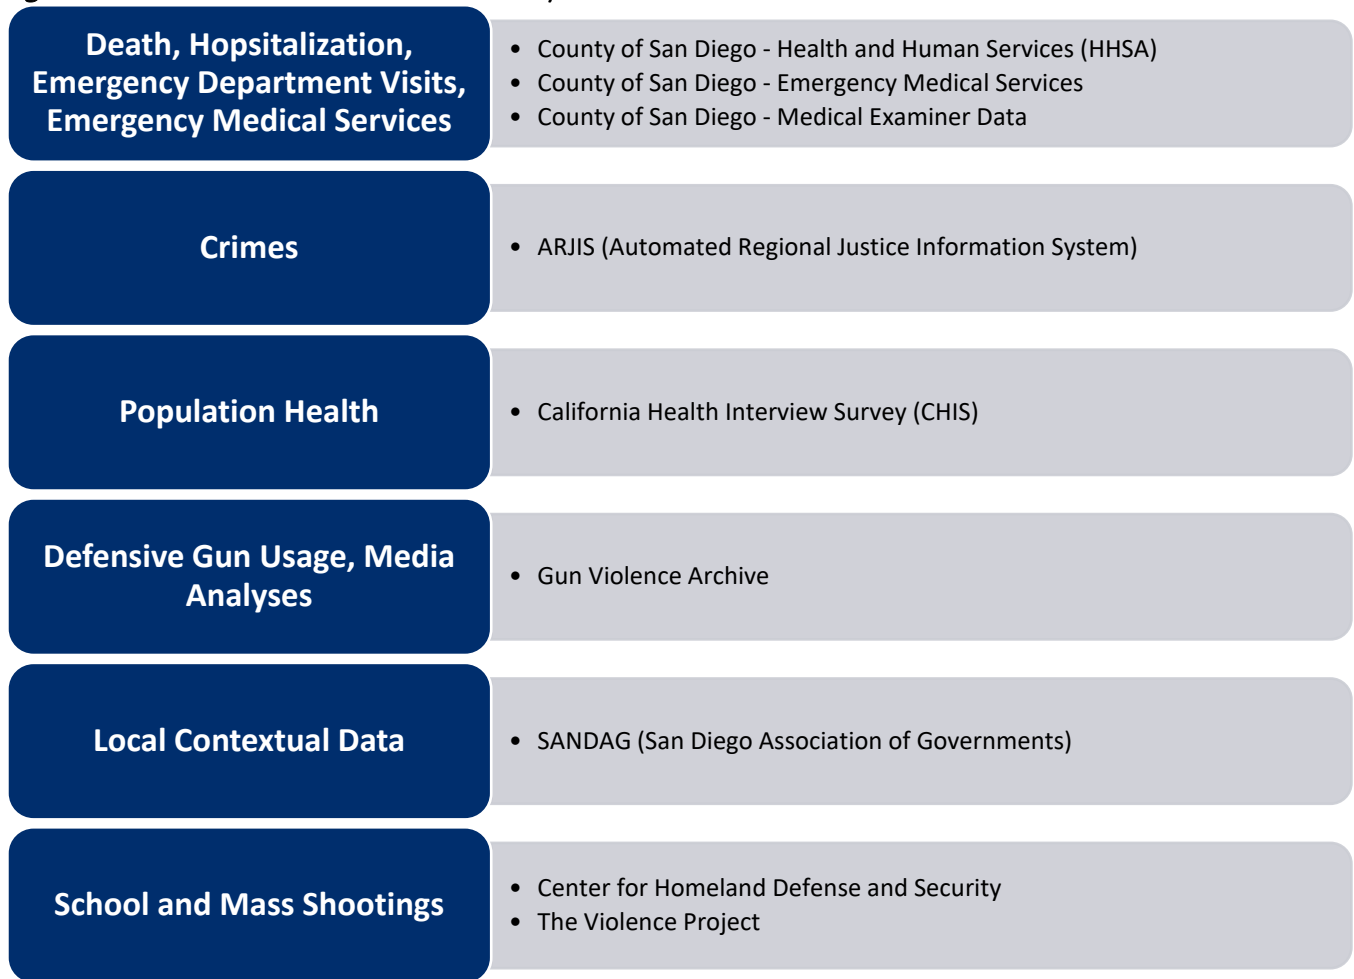 Death, Hopsitalization,
Emergency Department Visits,
Emergency Medical Services
• County of San Diego - Health and Human Services (HHSA)
• County of San Diego - Emergency Medical Services
• County of San Diego - Medical Examiner Data
Crimes
• ARJIS (Automated Regional Justice Information System)
Population Health
• California Health Interview Survey (CHIS)
Defensive Gun Usage, Media
Analyses
• Gun Violence Archive
Local Contextual Data
• SANDAG (San Diego Association of Governments)
School and Mass Shootings
• Center for Homeland Defense and Security
• The Violence Project